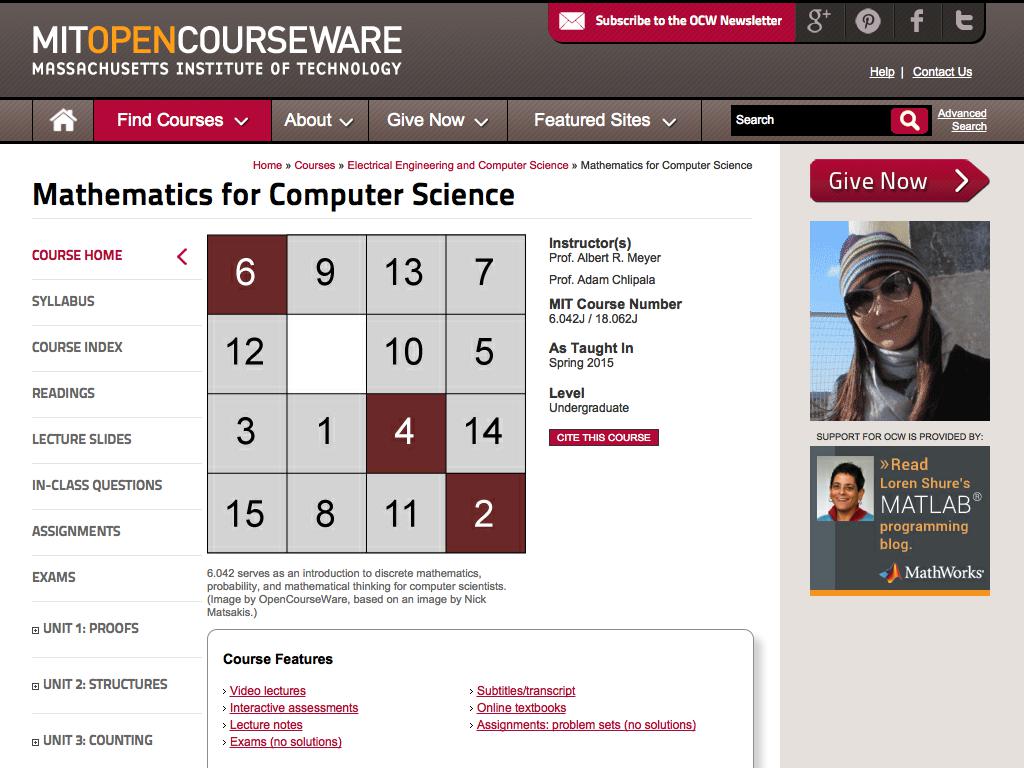 Subscribe to the OCW Newsletter
MITOPENCOURSEWARE
MASSACHUSETTS INSTITUTE OF TECHNOLOGY
Help | Contact Us
Find Courses
About
Give Now
Featured Sites
Search
Advanced
Search
Home » Courses » Electrical Engineering and Computer Science » Mathematics for Computer Science
Mathematics for Computer Science
COURSE HOME
SYLLABUS
COURSE INDEX
READINGS
LECTURE SLIDES
IN-CLASS QUESTIONS
ASSIGNMENTS
EXAMS
UNIT 1: PROOFS
UNIT 2: STRUCTURES
UNIT 3: COUNTING
6 9 13 7
12 10 5
3 1 4 14
15 8 11 2
6.042 serves as an introduction to discrete mathematics,
probability, and mathematical thinking for computer scientists.
(Image by OpenCourseWare, based on an image by Nick
Matsakis.)
Instructor(s)
Prof. Albert R. Meyer
Prof. Adam Chlipala
MIT Course Number
6.042J / 18.062J
As Taught In
Spring 2015
Level
Undergraduate
CITE THIS COURSE
Course Features
Video lectures
Interactive assessments
Lecture notes
Exams (no solutions)
Subtitles/transcript
Online textbooks
Assignments: problem sets (no solutions)
Give Now
SUPPORT FOR OCW IS PROVIDED BY:
»Read
Loren Shure's
MATLAB®
programming
blog.
MathWorks®